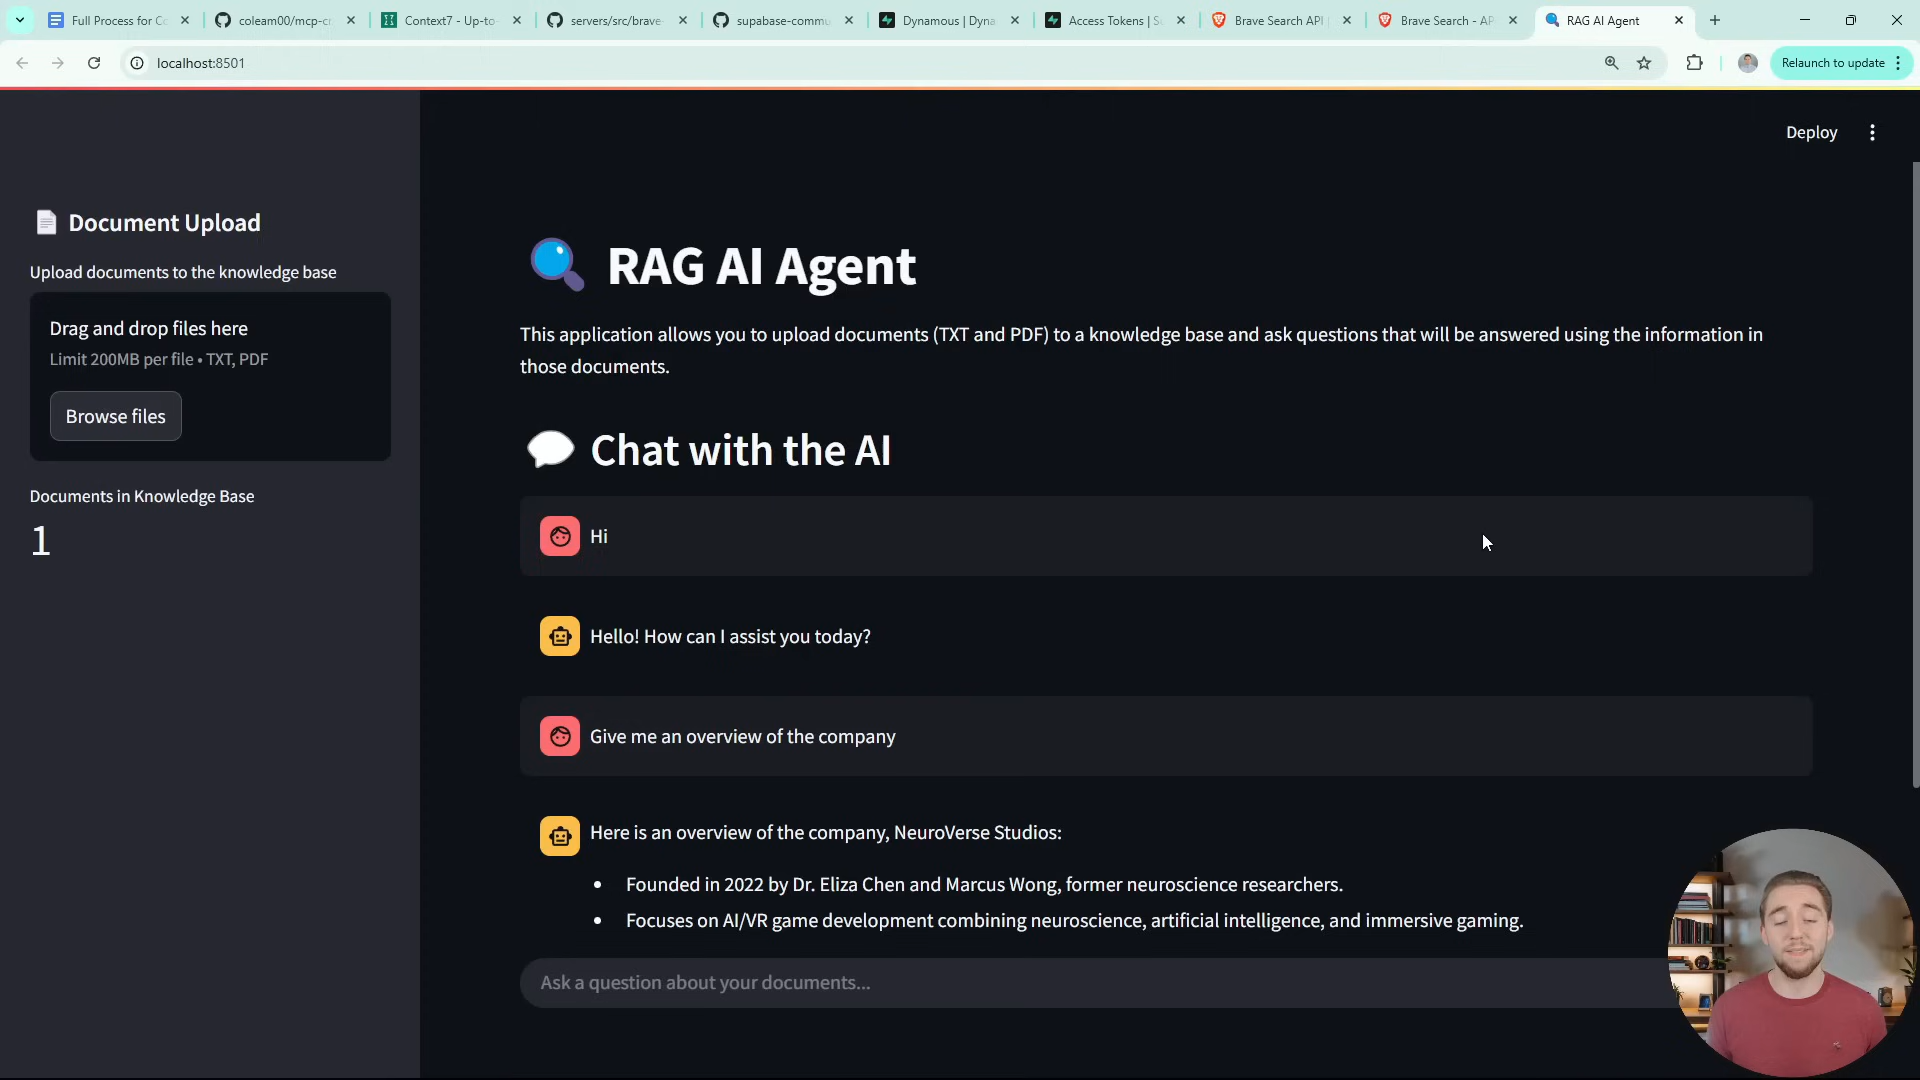 Full Process for Co
coleam00/mcp-cr
Context7 - Up-to-
servers/src/brave-
supabase-commu
Dynamous | Dyna
Access Tokens | Su
Brave Search API
Brave Search - AP
RAG AI Agent
localhost:8501
Relaunch to update
Deploy
Document Upload
Upload documents to the knowledge base
Drag and drop files here
Limit 200MB per file • TXT, PDF
Browse files
Documents in Knowledge Base
1
RAG AI Agent
This application allows you to upload documents (TXT and PDF) to a knowledge base and ask questions that will be answered using the information in
those documents.
Chat with the AI
Hi
Hello! How can I assist you today?
Give me an overview of the company
Here is an overview of the company, NeuroVerse Studios:
• Founded in 2022 by Dr. Eliza Chen and Marcus Wong, former neuroscience researchers.
• Focuses on AI/VR game development combining neuroscience, artificial intelligence, and immersive gaming.
Ask a question about your documents...